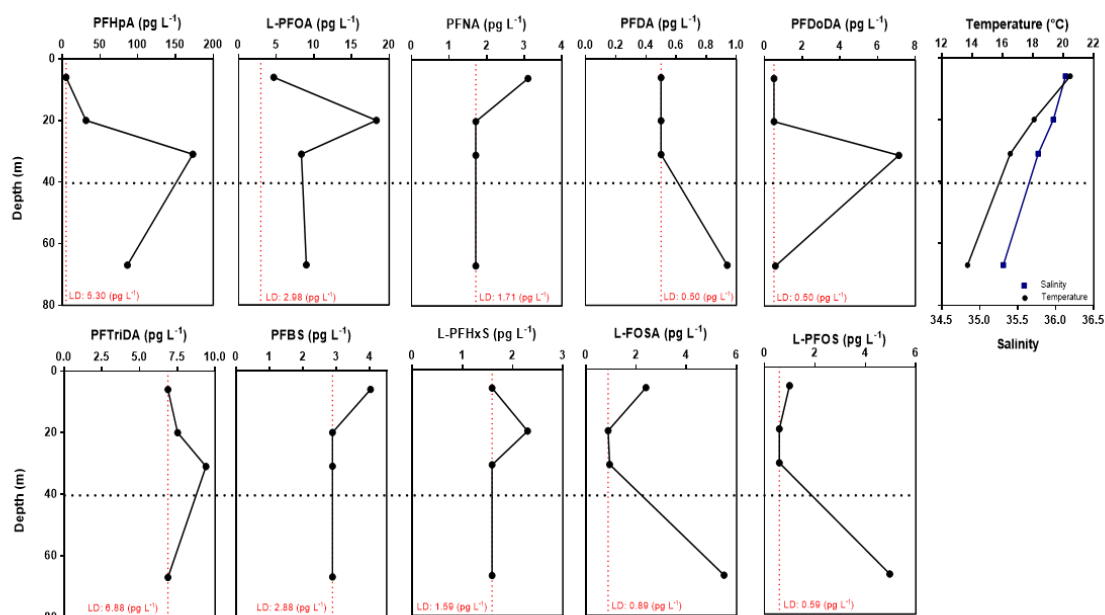 PFHpA (pg L⁻¹) L-PFOA (pg L⁻¹) PFNA (pg L⁻¹) PFDA (pg L⁻¹) PFDoDA (pg L⁻¹) Temperature (°C)
0 50 100 150 200 0 5 10 15 20 0 1 2 3 4 0.0 0.2 0.4 0.6 0.8 1.0 0 2 4 6 8 12 14 16 18 20 22
0
20
40
60
80
Depth (m)
LD: 5.30 (pg L⁻¹) LD: 2.98 (pg L⁻¹) LD: 1.71 (pg L⁻¹) LD: 0.50 (pg L⁻¹) LD: 0.50 (pg L⁻¹)
Salinity
Temperature
34.5 35.0 35.5 36.0 36.5
Salinity
PFTriDA (pg L⁻¹) PFBS (pg L⁻¹) L-PFHxS (pg L⁻¹) L-FOSA (pg L⁻¹) L-PFOS (pg L⁻¹)
0.0 2.5 5.0 7.5 10.0 0 1 2 3 4 0 1 2 3 0 2 4 6 0 2 4 6
0
20
40
60
80
Depth (m)
LD: 6.88 (pg L⁻¹) LD: 2.88 (pg L⁻¹) LD: 1.59 (pg L⁻¹) LD: 0.89 (pg L⁻¹) LD: 0.59 (pg L⁻¹)